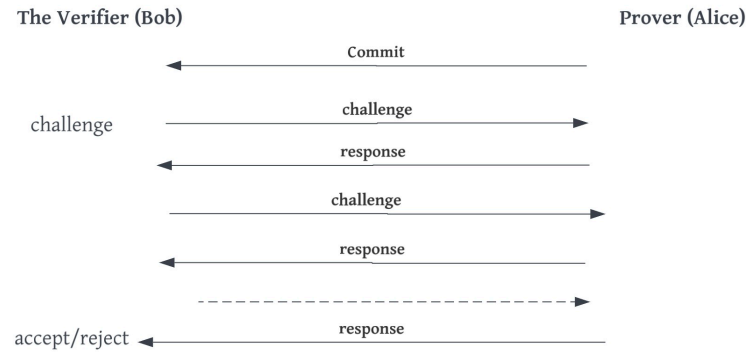 The Verifier (Bob) Prover (Alice)
Commit
challenge
challenge
response
challenge
response
response
accept/reject